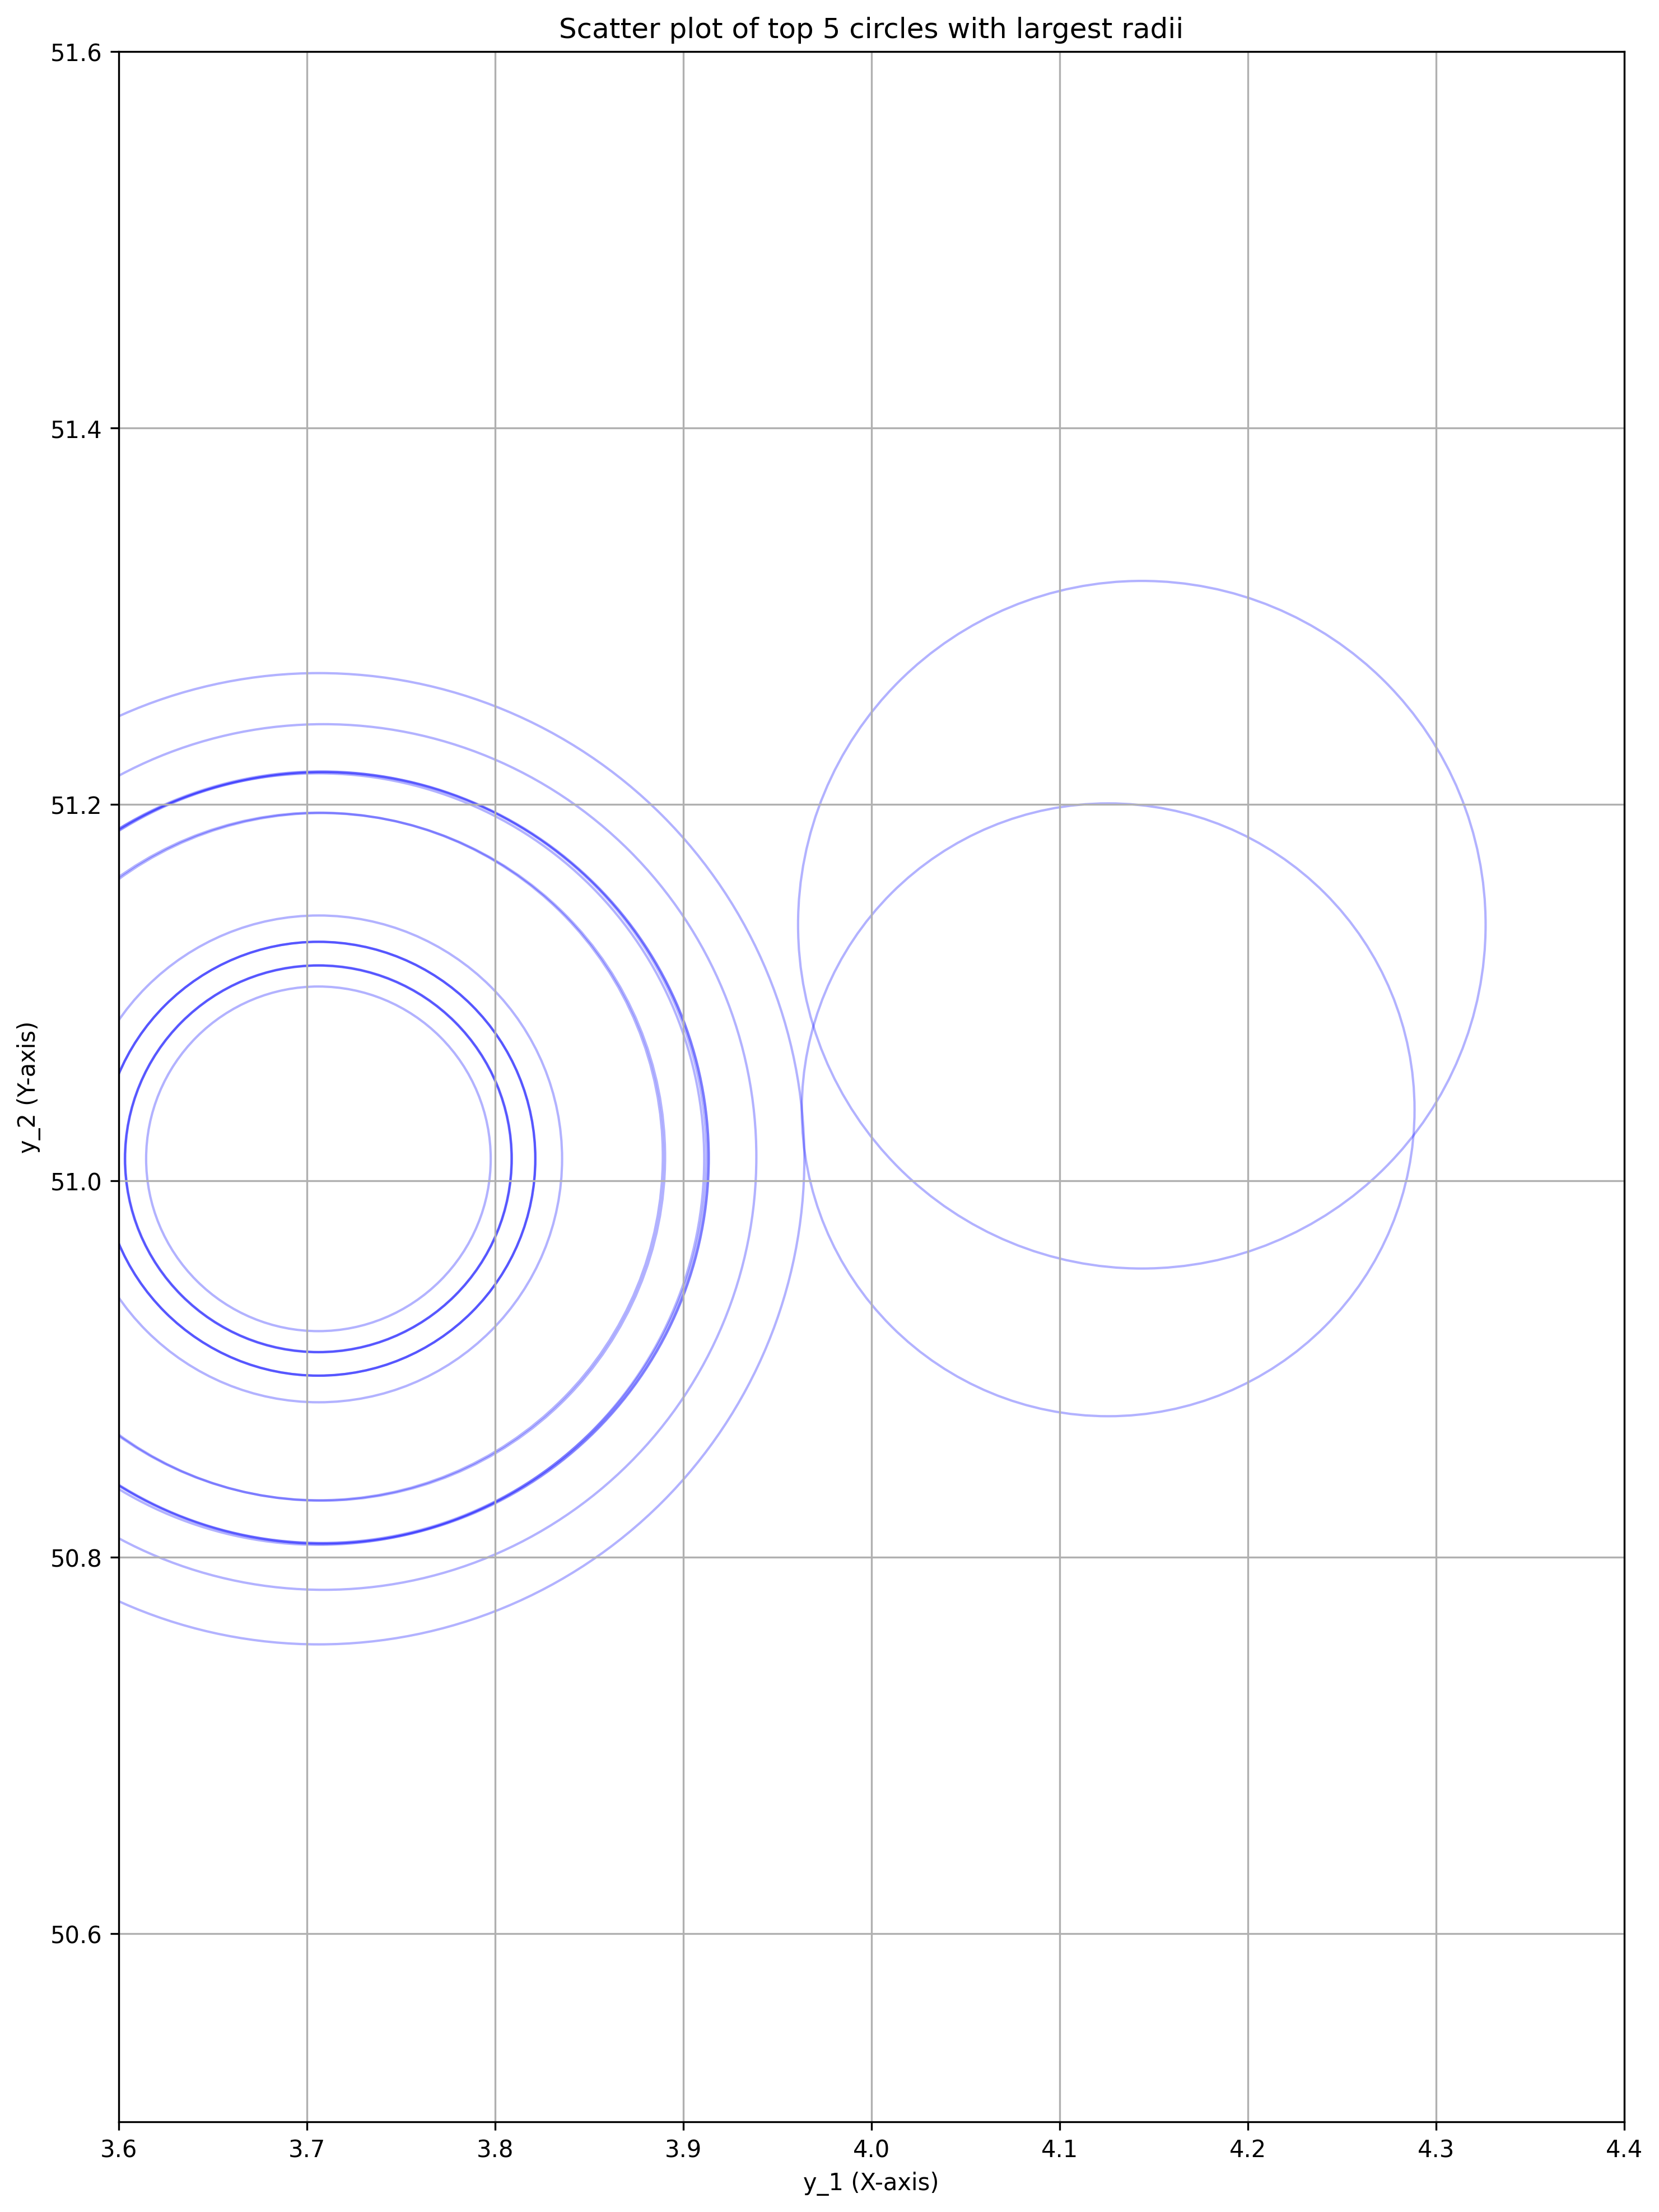 Scatter plot of top 5 circles with largest radii
51.6
51.4
51.2
51.0
50.8
50.6
y_2 (Y-axis)
3.6 3.7 3.8 3.9 4.0 4.1 4.2 4.3 4.4
y_1 (X-axis)